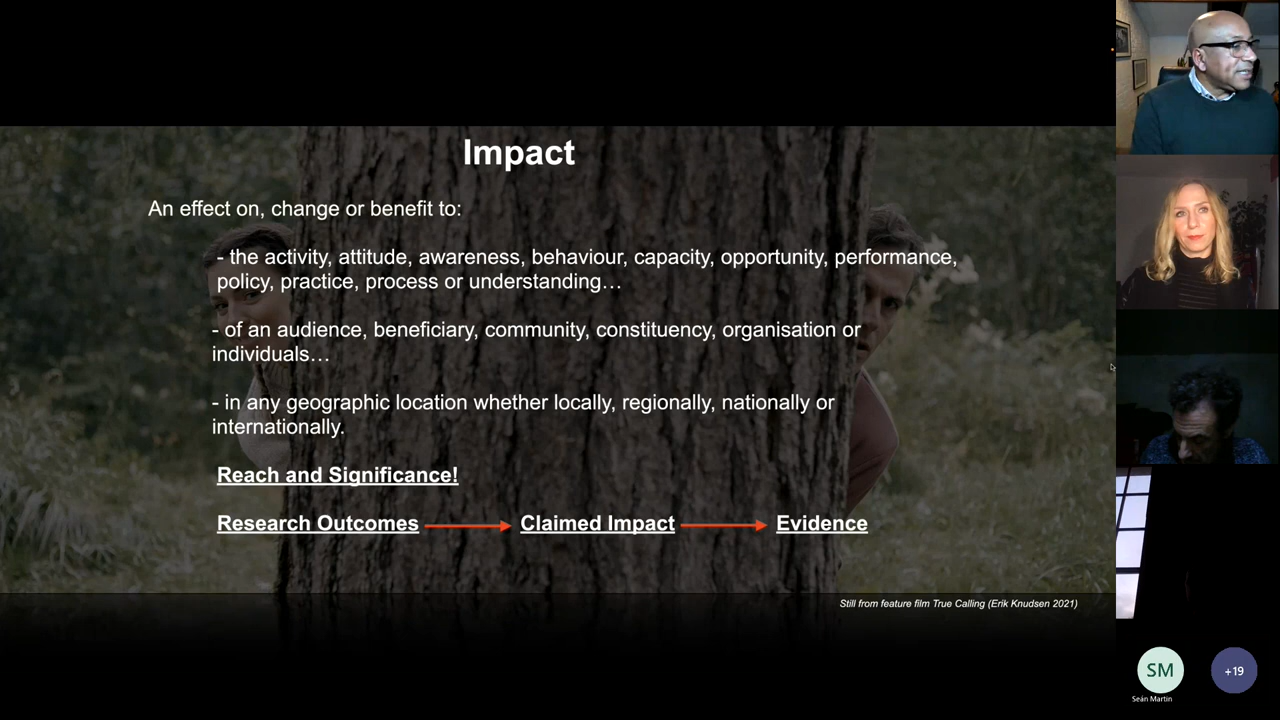 Impact
An effect on, change or benefit to:
- the activity, attitude, awareness, behaviour, capacity, opportunity, performance,
policy, practice, process or understanding…
- of an audience, beneficiary, community, constituency, organisation or
individuals…
- in any geographic location whether locally, regionally, nationally or
internationally.
Reach and Significance!
Research Outcomes Claimed Impact Evidence
Still from feature film True Calling (Erik Knudsen 2021)
SM
+19
Seán Martin